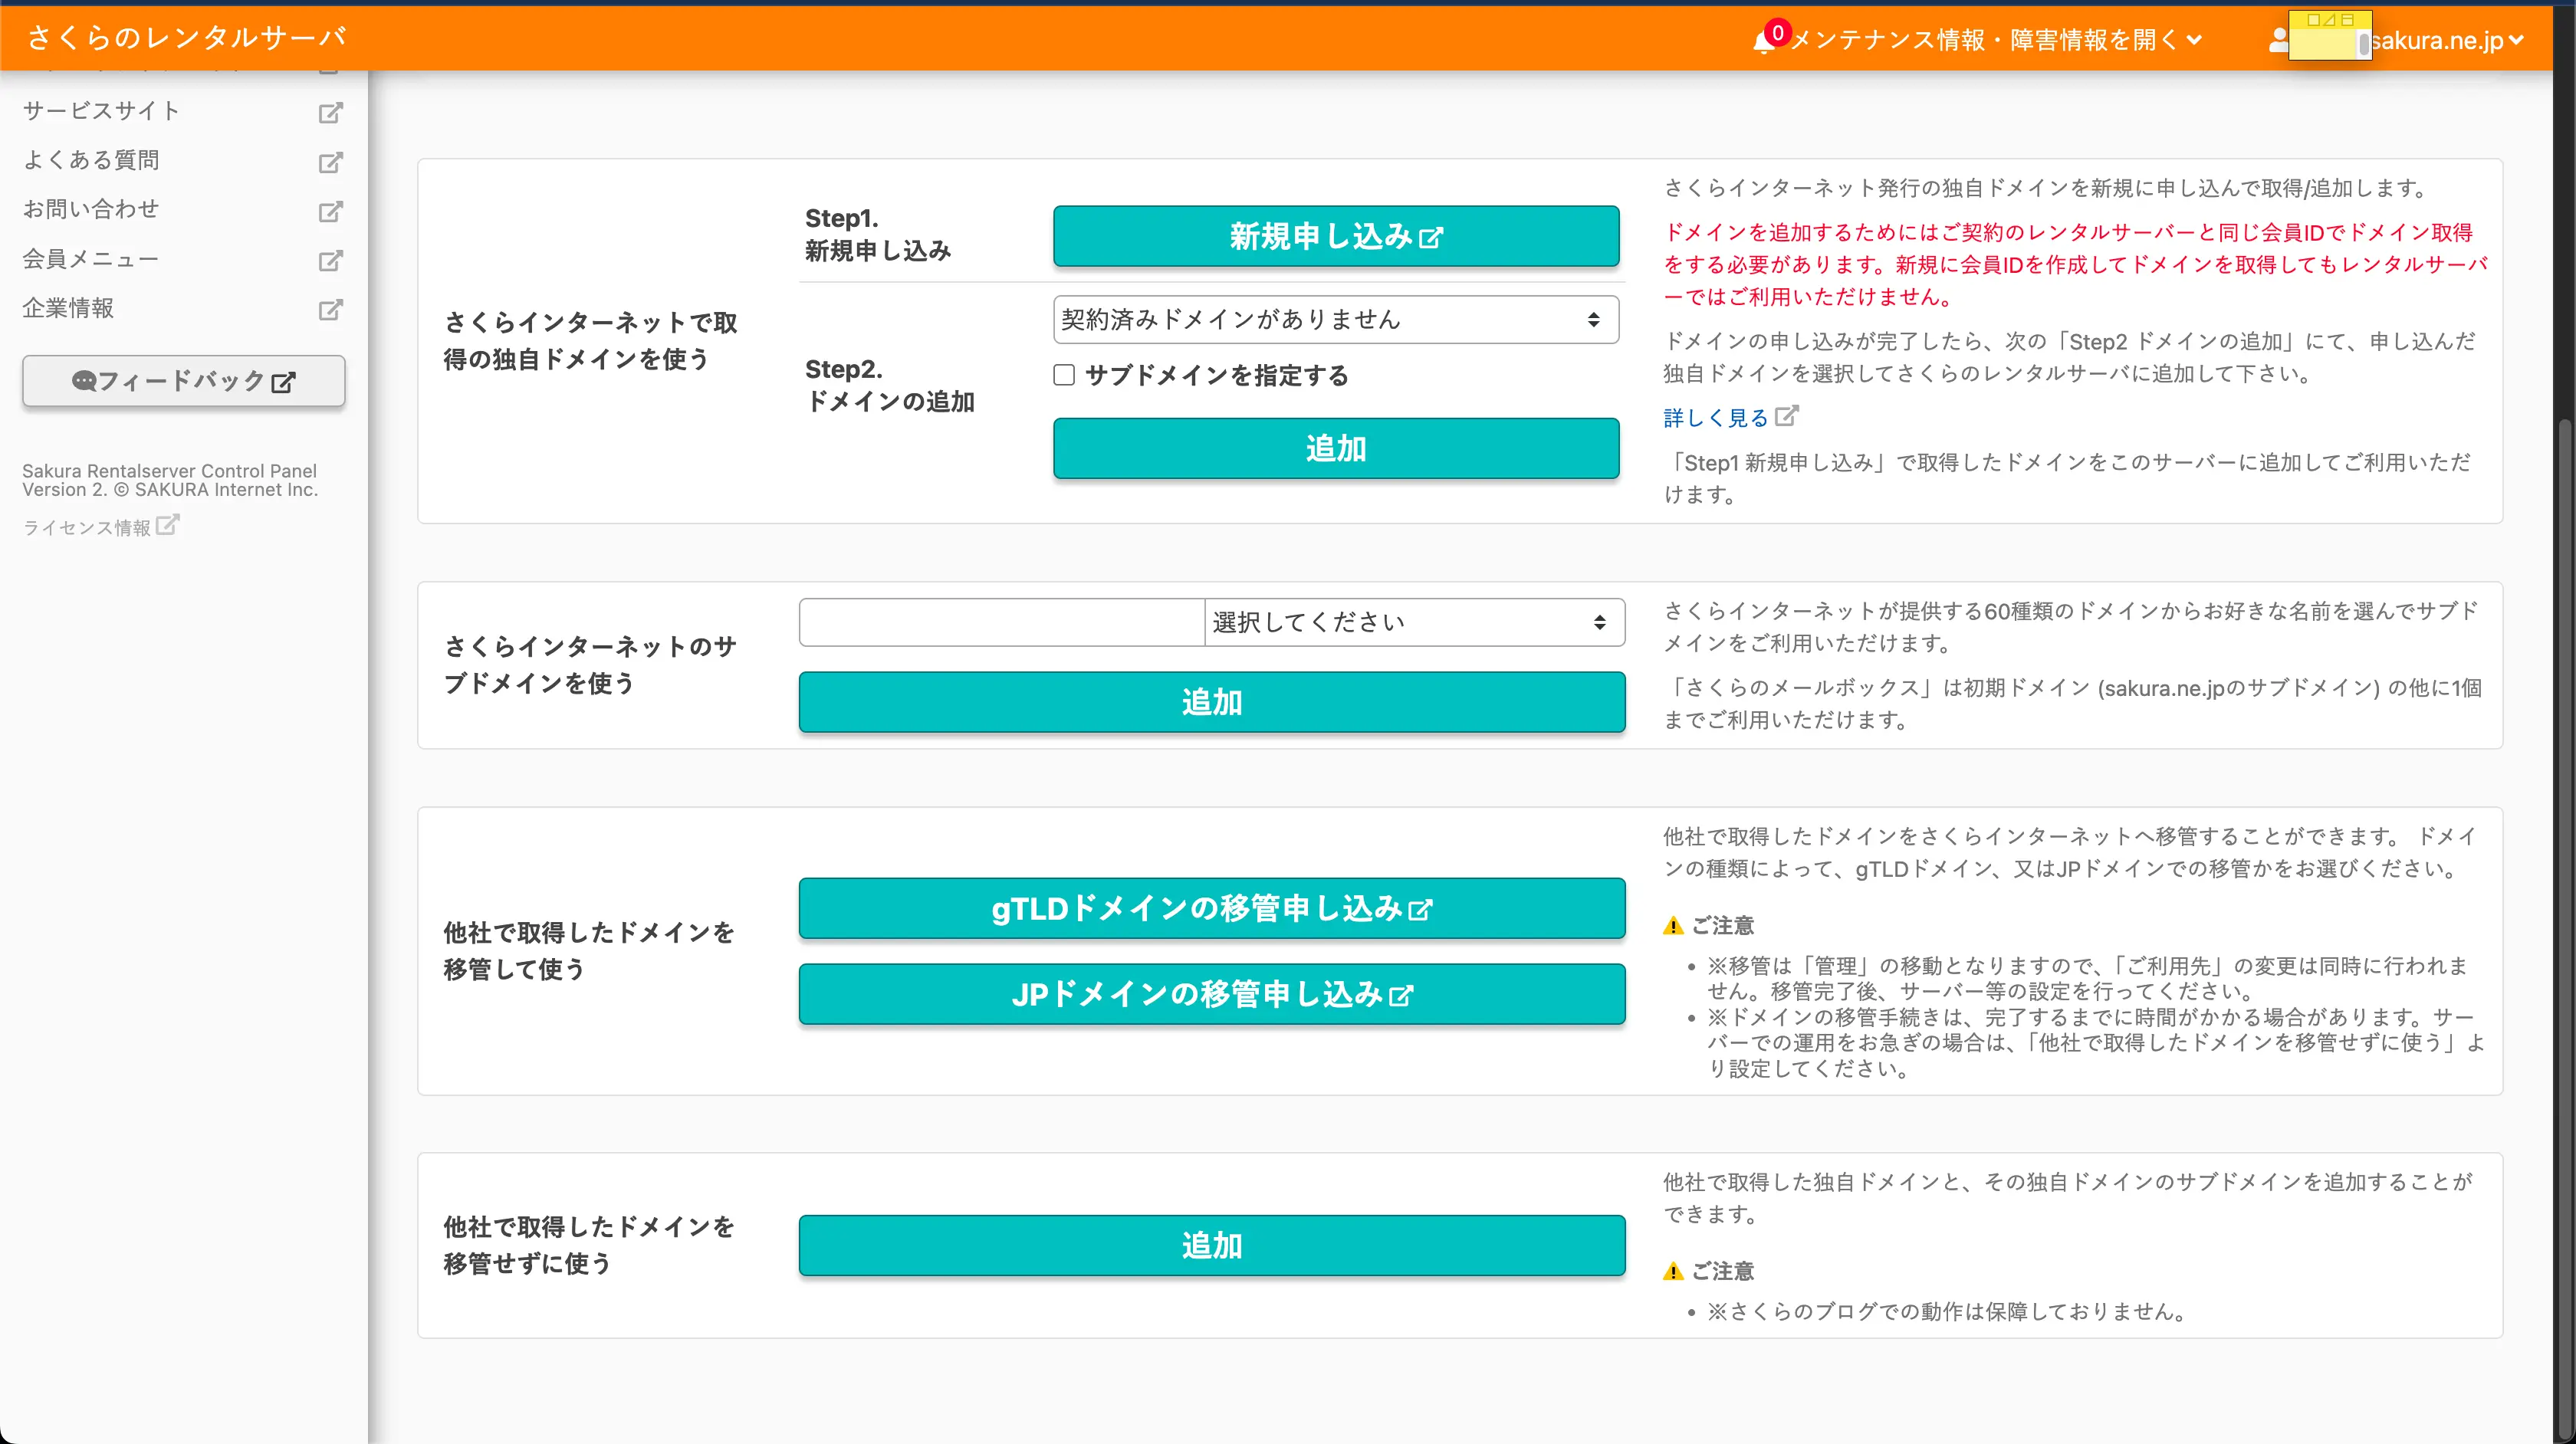 さくらのレンタルサーバ
0
メンテナンス情報・障害情報を開く
sakura.ne.jp
サービスサイト
よくある質問
お問い合わせ
会員メニュー
企業情報
フィードバック
Sakura Rentalserver Control Panel
Version 2. © SAKURA Internet Inc.
ライセンス情報
さくらインターネットで取
得の独自ドメインを使う
Step1.
新規申し込み
新規申し込み
Step2.
ドメインの追加
契約済みドメインがありません
サブドメインを指定する
追加
さくらインターネット発行の独自ドメインを新規に申し込んで取得/追加します。
ドメインを追加するためにはご契約のレンタルサーバーと同じ会員IDでドメイン取得
をする必要があります。新規に会員IDを作成してドメインを取得してもレンタルサーバ
ーではご利用いただけません。
ドメインの申し込みが完了したら、次の「Step2 ドメインの追加」にて、申し込んだ
独自ドメインを選択してさくらのレンタルサーバに追加して下さい。
詳しく見る
「Step1 新規申し込み」で取得したドメインをこのサーバーに追加してご利用いただ
けます。
さくらインターネットのサ
ブドメインを使う
選択してください
追加
さくらインターネットが提供する60種類のドメインからお好きな名前を選んでサブド
メインをご利用いただけます。
「さくらのメールボックス」は初期ドメイン (sakura.ne.jpのサブドメイン) の他に1個
までご利用いただけます。
他社で取得したドメインを
移管して使う
gTLDドメインの移管申し込み
JPドメインの移管申し込み
他社で取得したドメインをさくらインターネットへ移管することができます。 ドメイ
ンの種類によって、gTLDドメイン、又はJPドメインでの移管かをお選びください。
ご注意
• ※移管は「管理」の移動となりますので、「ご利用先」の変更は同時に行われま
せん。移管完了後、サーバー等の設定を行ってください。
• ※ドメインの移管手続きは、完了するまでに時間がかかる場合があります。サー
バーでの運用をお急ぎの場合は、「他社で取得したドメインを移管せずに使う」よ
り設定してください。
他社で取得したドメインを
移管せずに使う
追加
他社で取得した独自ドメインと、その独自ドメインのサブドメインを追加することが
できます。
ご注意
• ※さくらのブログでの動作は保障しておりません。